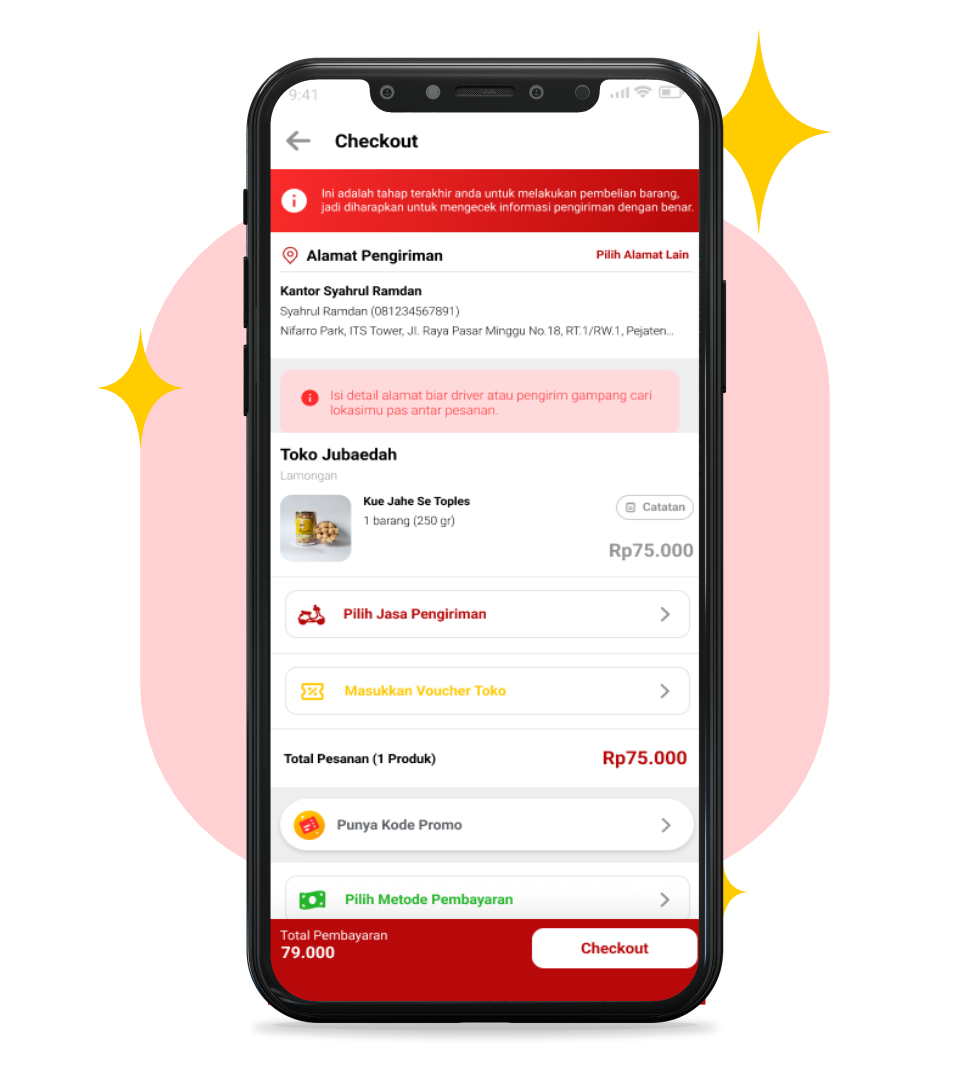 9:41
Checkout
Ini adalah tahap terakhir anda untuk melakukan pembelian barang,
jadi diharapkan untuk mengecek informasi pengiriman dengan benar.
Alamat Pengiriman
Pilih Alamat Lain
Kantor Syahrul Ramdan
Syahrul Ramdan (081234567891)
Nifarro Park, ITS Tower, Jl. Raya Pasar Minggu No.18, RT.1/RW.1, Pejaten...
Isi detail alamat biar driver atau pengirim gampang cari
lokasimu pas antar pesanan.
Toko Jubaedah
Lamongan
Kue Jahe Se Toples
1 barang (250 gr)
Catatan
Rp75.000
Pilih Jasa Pengiriman
Masukkan Voucher Toko
Total Pesanan (1 Produk)
Rp75.000
Punya Kode Promo
Pilih Metode Pembayaran
Total Pembayaran
79.000
Checkout